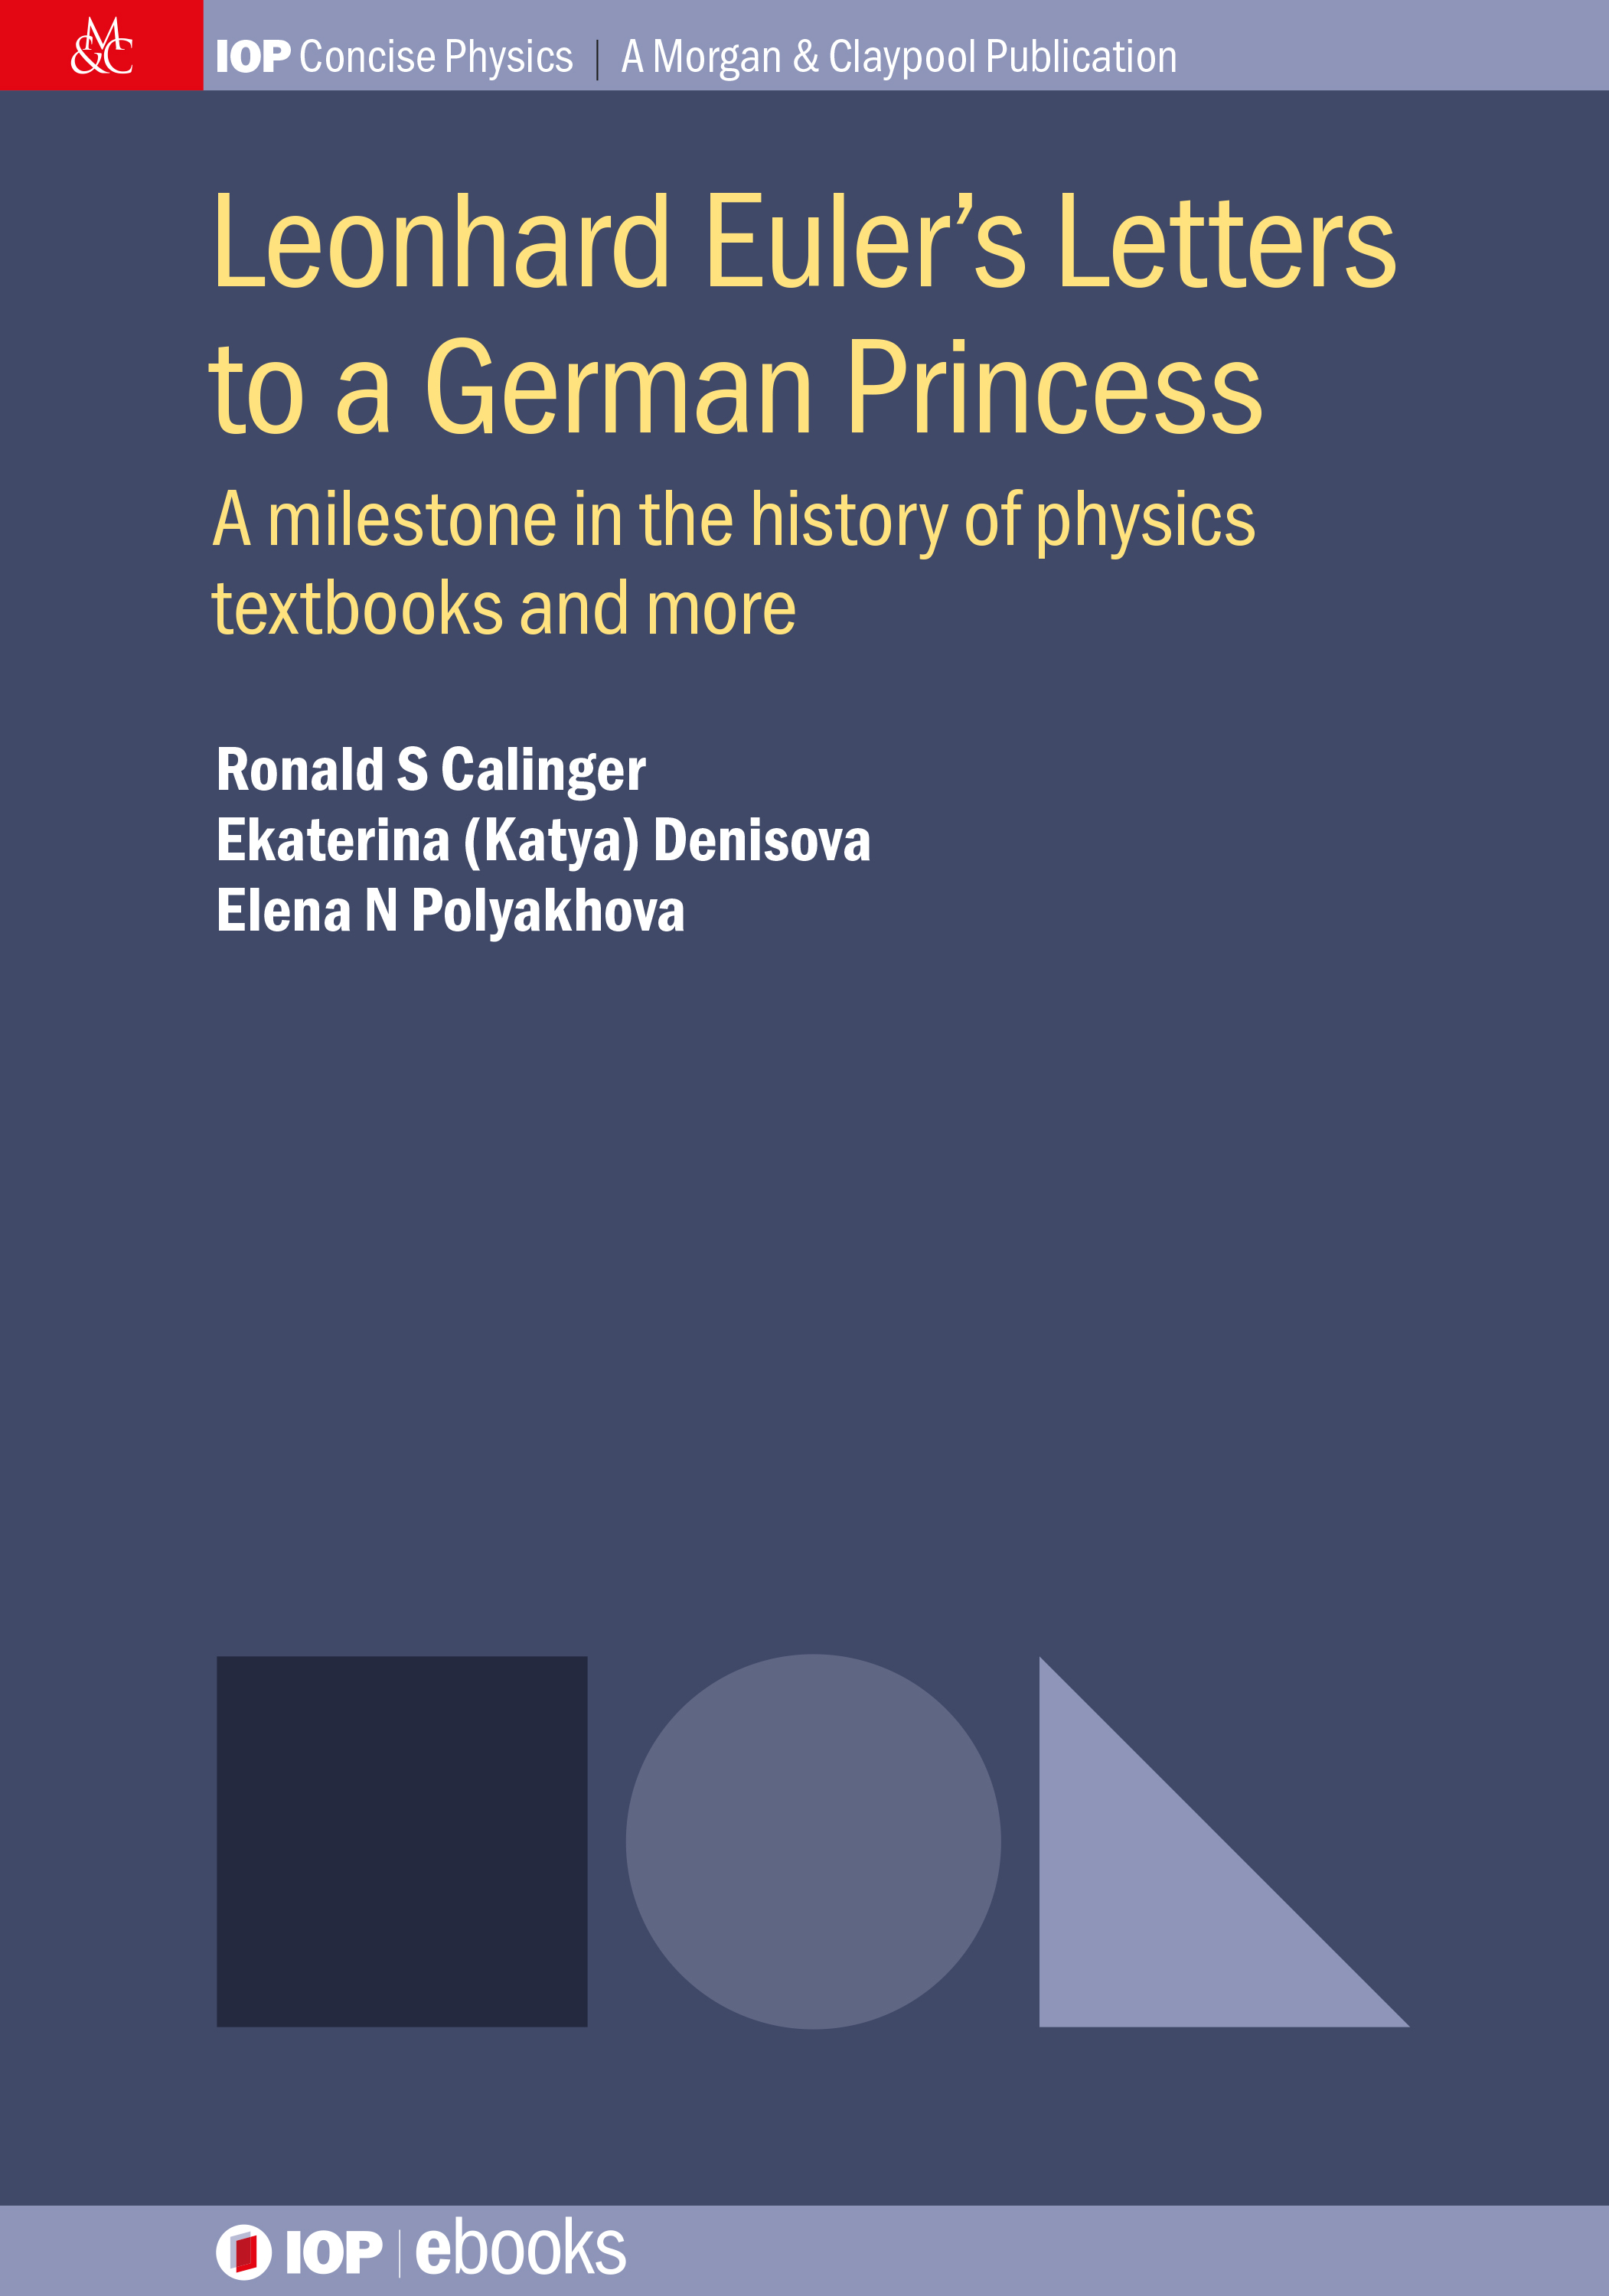 M&C
IOP Concise Physics | A Morgan & Claypool Publication
Leonhard Euler’s Letters
to a German Princess
A milestone in the history of physics
textbooks and more
Ronald S Calinger
Ekaterina (Katya) Denisova
Elena N Polyakhova
IOP | ebooks